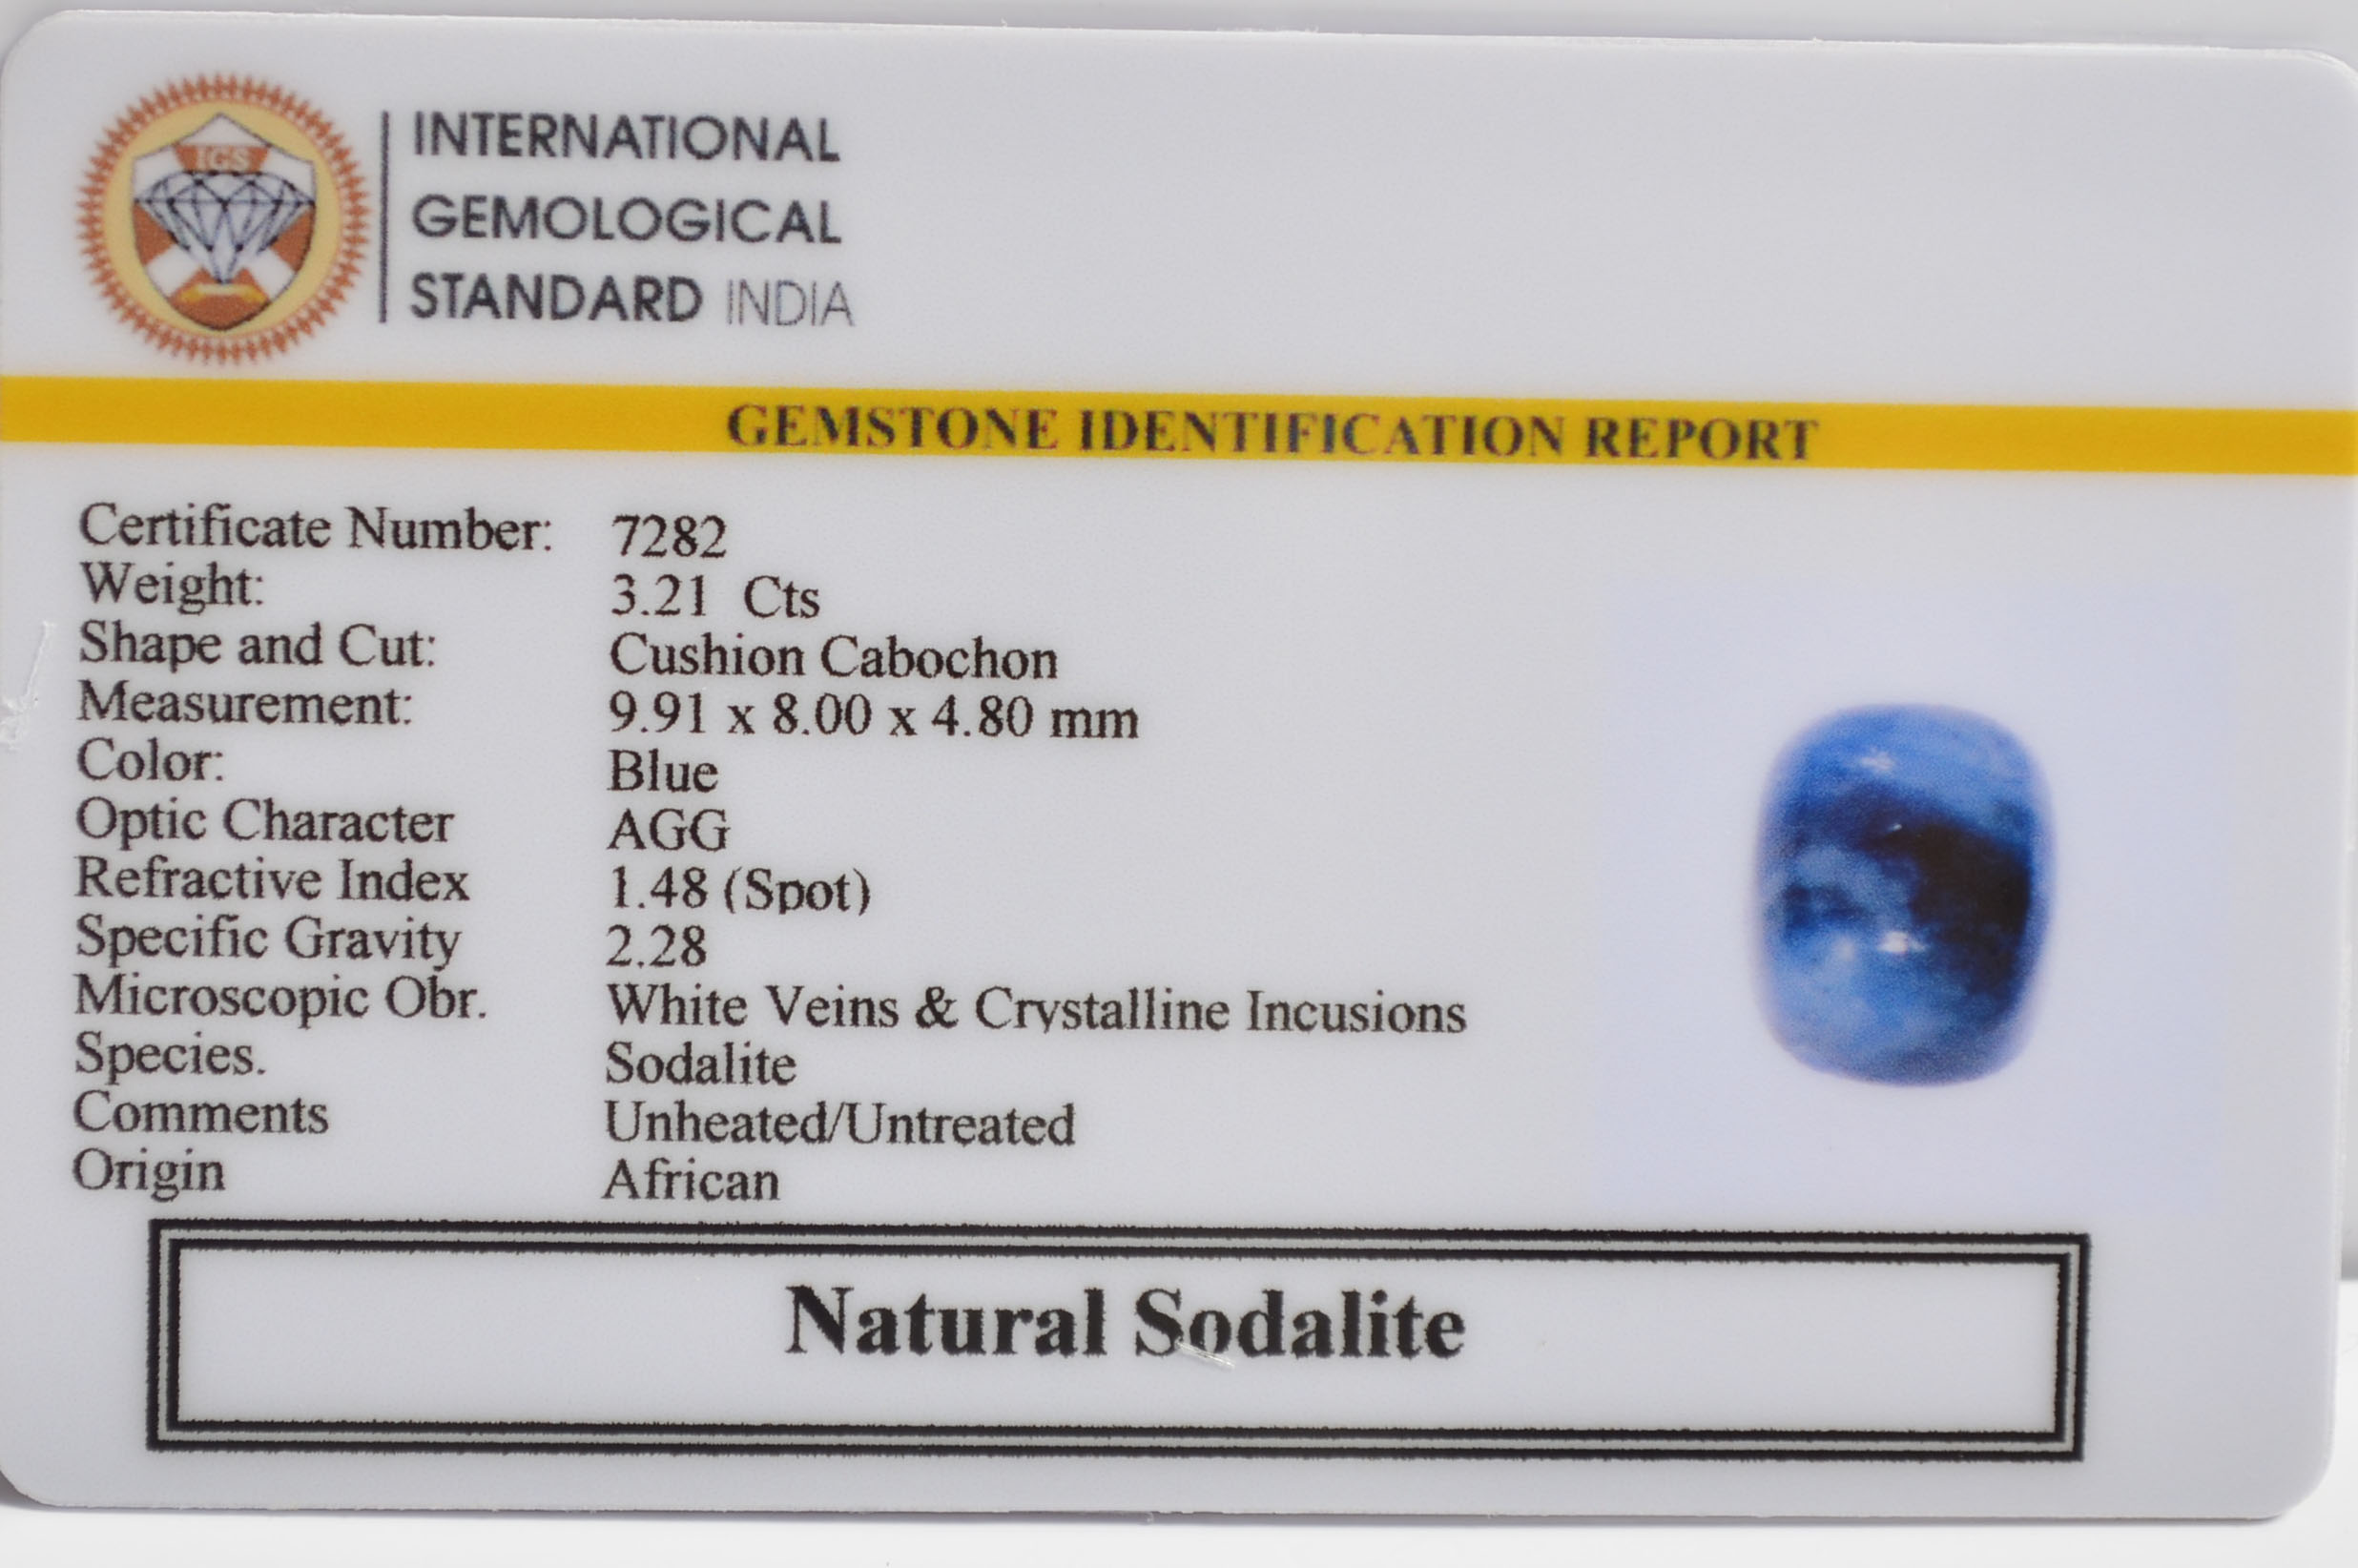 IGS
INTERNATIONAL
GEMOLOGICAL
STANDARD INDIA
GEMSTONE IDENTIFICATION REPORT
Certificate Number: 7282
Weight: 3.21 Cts
Shape and Cut: Cushion Cabochon
Measurement: 9.91 x 8.00 x 4.80 mm
Color: Blue
Optic Character AGG
Refractive Index 1.48 (Spot)
Specific Gravity 2.28
Microscopic Obr. White Veins & Crystalline Incusions
Species. Sodalite
Comments Unheated/Untreated
Origin African
Natural Sodalite